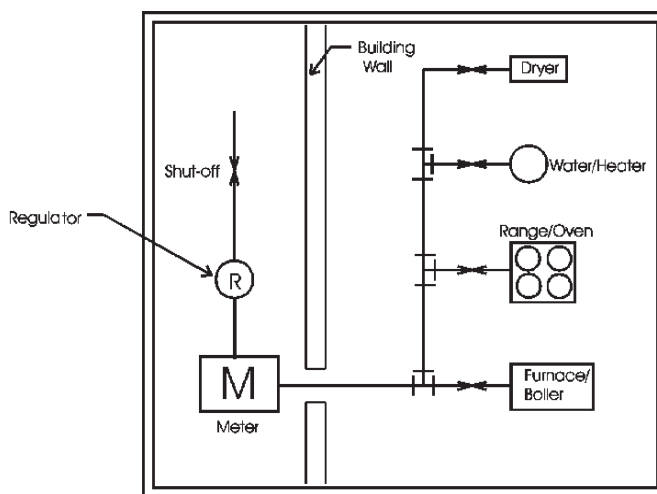 Building
Wall
Dryer
Shut-off
Water/Heater
Regulator
Range/Oven
R
M
Furnace/
Boiler
Meter